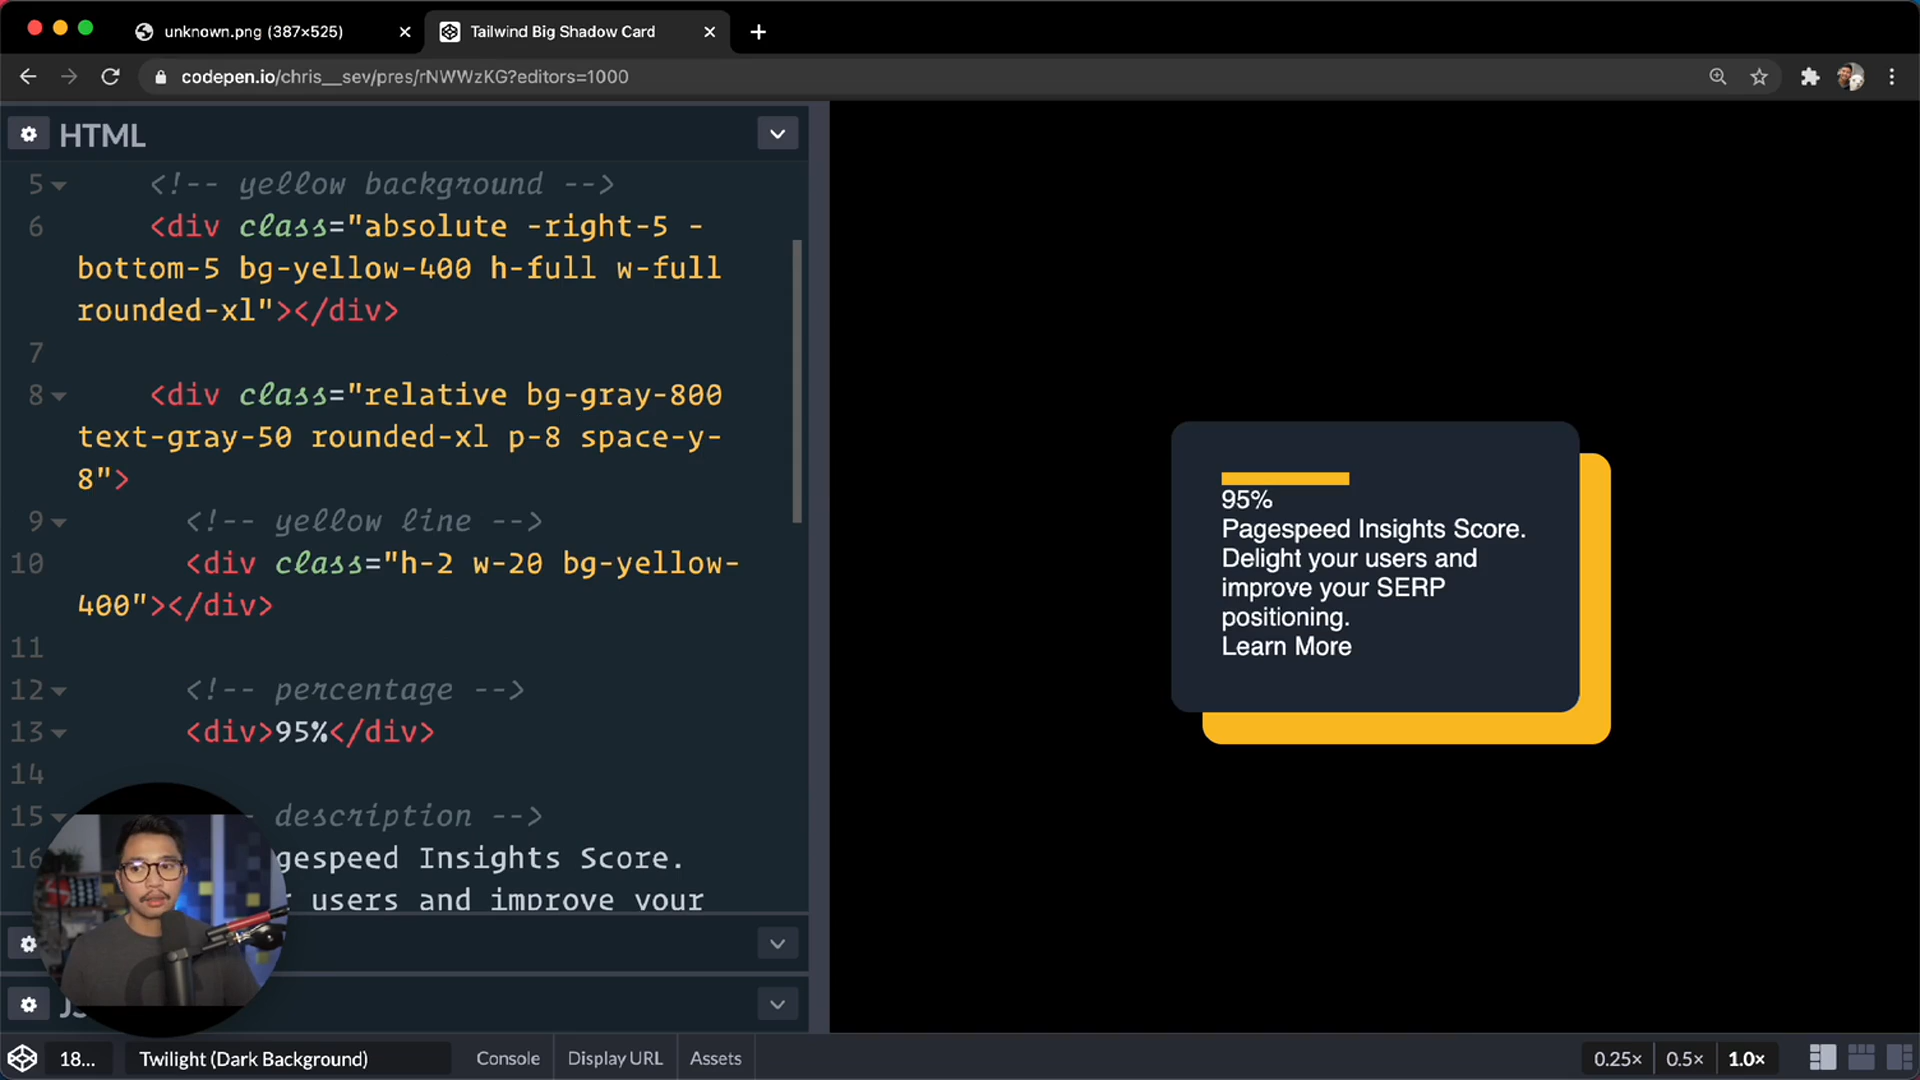 unknown.png (387×525)
Tailwind Big Shadow Card
codepen.io/chris__sev/pres/rNWWzKG?editors=1000
HTML
5 <!-- yellow background -->
6 <div class="absolute -right-5 -
bottom-5 bg-yellow-400 h-full w-full
rounded-xl"></div>
7
8 <div class="relative bg-gray-800
text-gray-50 rounded-xl p-8 space-y-
8">
9 <!-- yellow line -->
10 <div class="h-2 w-20 bg-yellow-
400"></div>
11
12 <!-- percentage -->
13 <div>95%</div>
14
15 description -->
16 gespeed Insights Score.
users and improve your
95%
Pagespeed Insights Score.
Delight your users and
improve your SERP
positioning.
Learn More
18...
Twilight (Dark Background)
Console
Display URL
Assets
0.25×
0.5×
1.0×